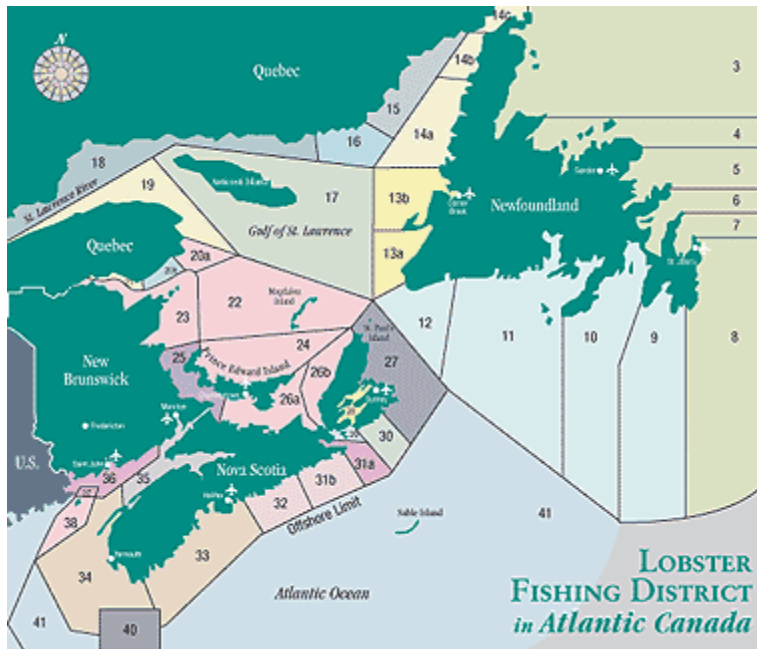 N
14c
3
14b
Quebec
15
14a
4
16
18
Gander
5
St. Lawrence River
19
Anticosti Island
17
13b
Corner
Brook
Newfoundland
6
Gulf of St. Lawrence
7
Quebec
13a
St. John's
20a
20b
22
Magdalen
Island
23
12
11
10
9
8
St. Paul's
Island
24
25
Prince Edward Island
27
New
Brunswick
26b
Sydney
26a
Moncton
Fredericton
30
U.S.
Saint John
36
35
Nova Scotia
31a
31b
37
Halifax
32
38
Offshore Limit
Sable Island
41
33
Yarmouth
34
Atlantic Ocean
41
40
LOBSTER
FISHING DISTRICT
in Atlantic Canada